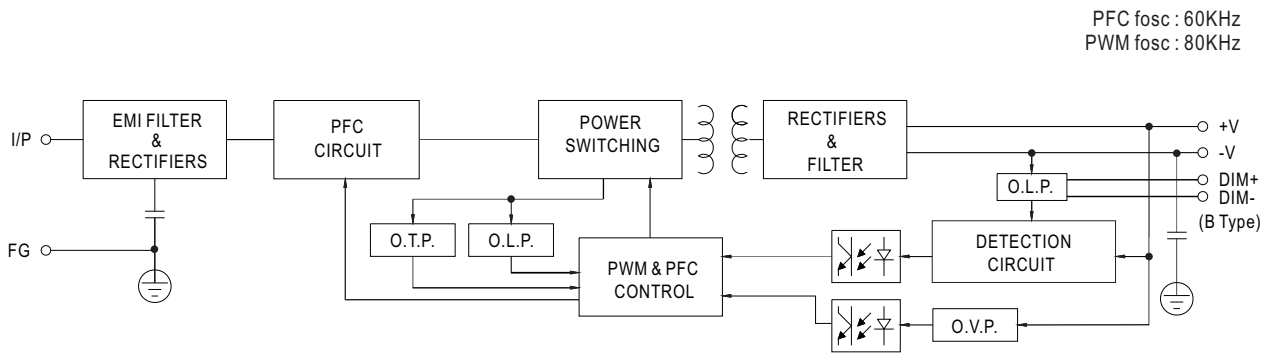 PFC fosc : 60KHz
PWM fosc : 80KHz
I/P
EMI FILTER
&
RECTIFIERS
PFC
CIRCUIT
POWER
SWITCHING
RECTIFIERS
&
FILTER
+V
-V
O.L.P.
DIM+
DIM-
(B Type)
FG
O.T.P.
O.L.P.
PWM & PFC
CONTROL
DETECTION
CIRCUIT
O.V.P.